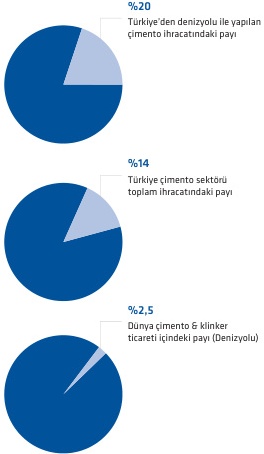 %20
Türkiye'den denizyolu ile yapılan
çimento ihracatındaki payı
%14
Türkiye çimento sektörü
toplam ihracatındaki payı
%2,5
Dünya çimento & klinker
ticareti içindeki payı (Denizyolu)